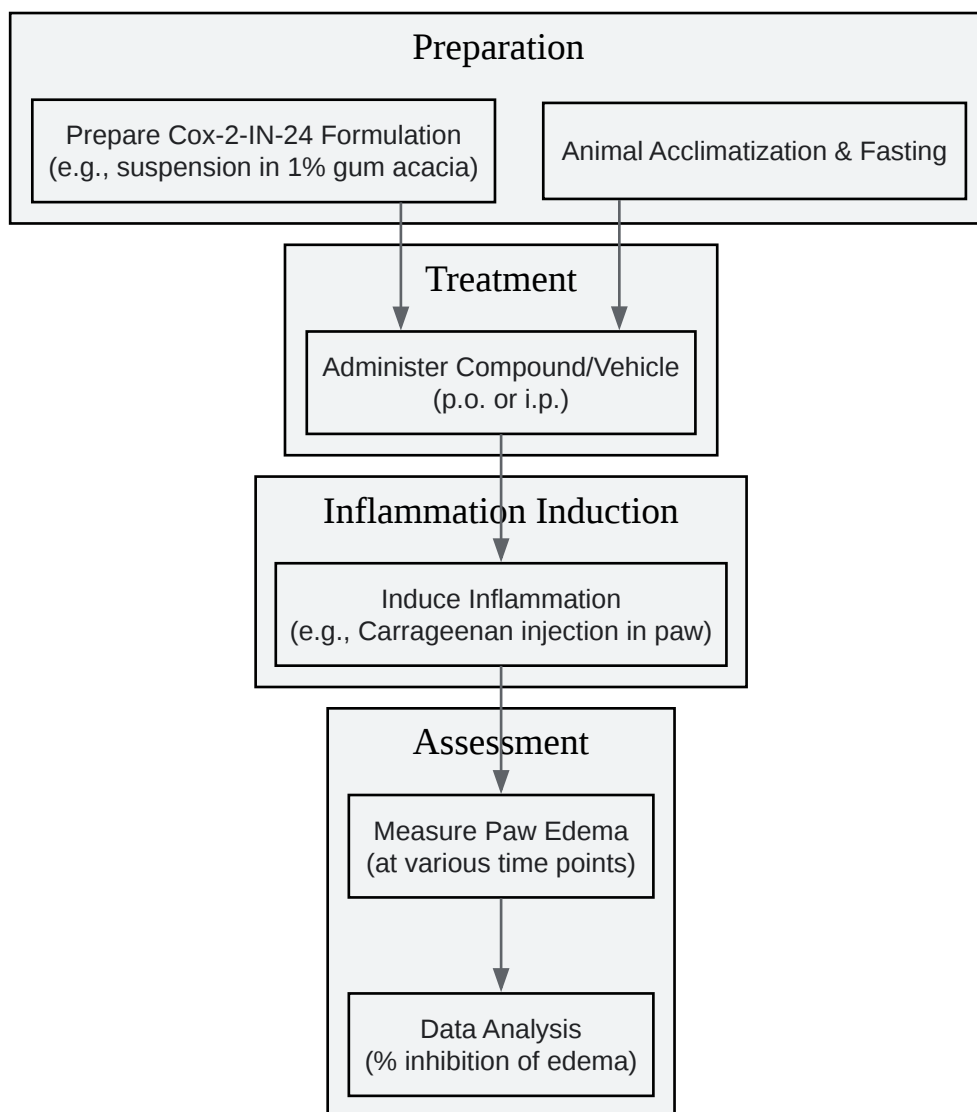 Preparation
Prepare Cox-2-IN-24 Formulation
(e.g., suspension in 1% gum acacia)
Animal Acclimatization & Fasting
Treatment
Administer Compound/Vehicle
(p.o. or i.p.)
Inflammation Induction
Induce Inflammation
(e.g., Carrageenan injection in paw)
Assessment
Measure Paw Edema
(at various time points)
Data Analysis
(% inhibition of edema)